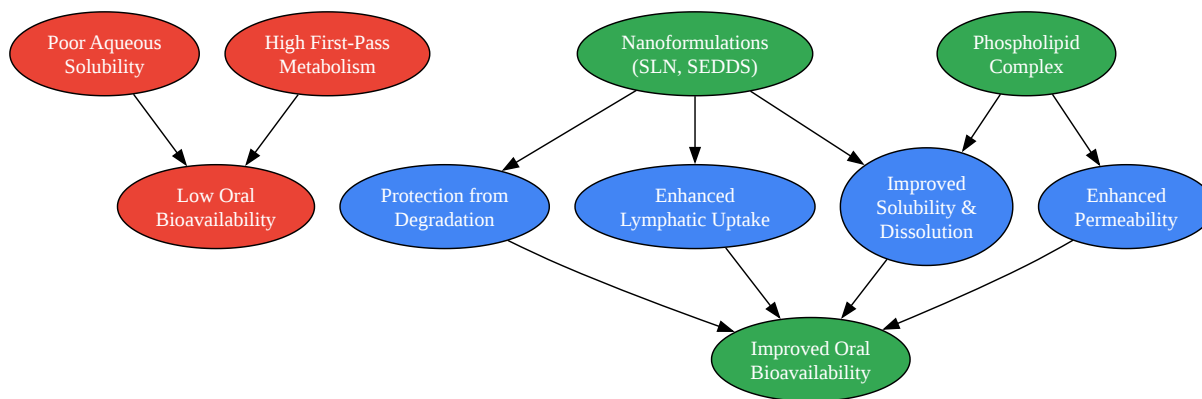 Poor Aqueous
Solubility
High First-Pass
Metabolism
Nanoformulations
(SLN, SEDDS)
Phospholipid
Complex
Low Oral
Bioavailability
Protection from
Degradation
Enhanced
Lymphatic Uptake
Improved
Solubility &
Dissolution
Enhanced
Permeability
Improved Oral
Bioavailability